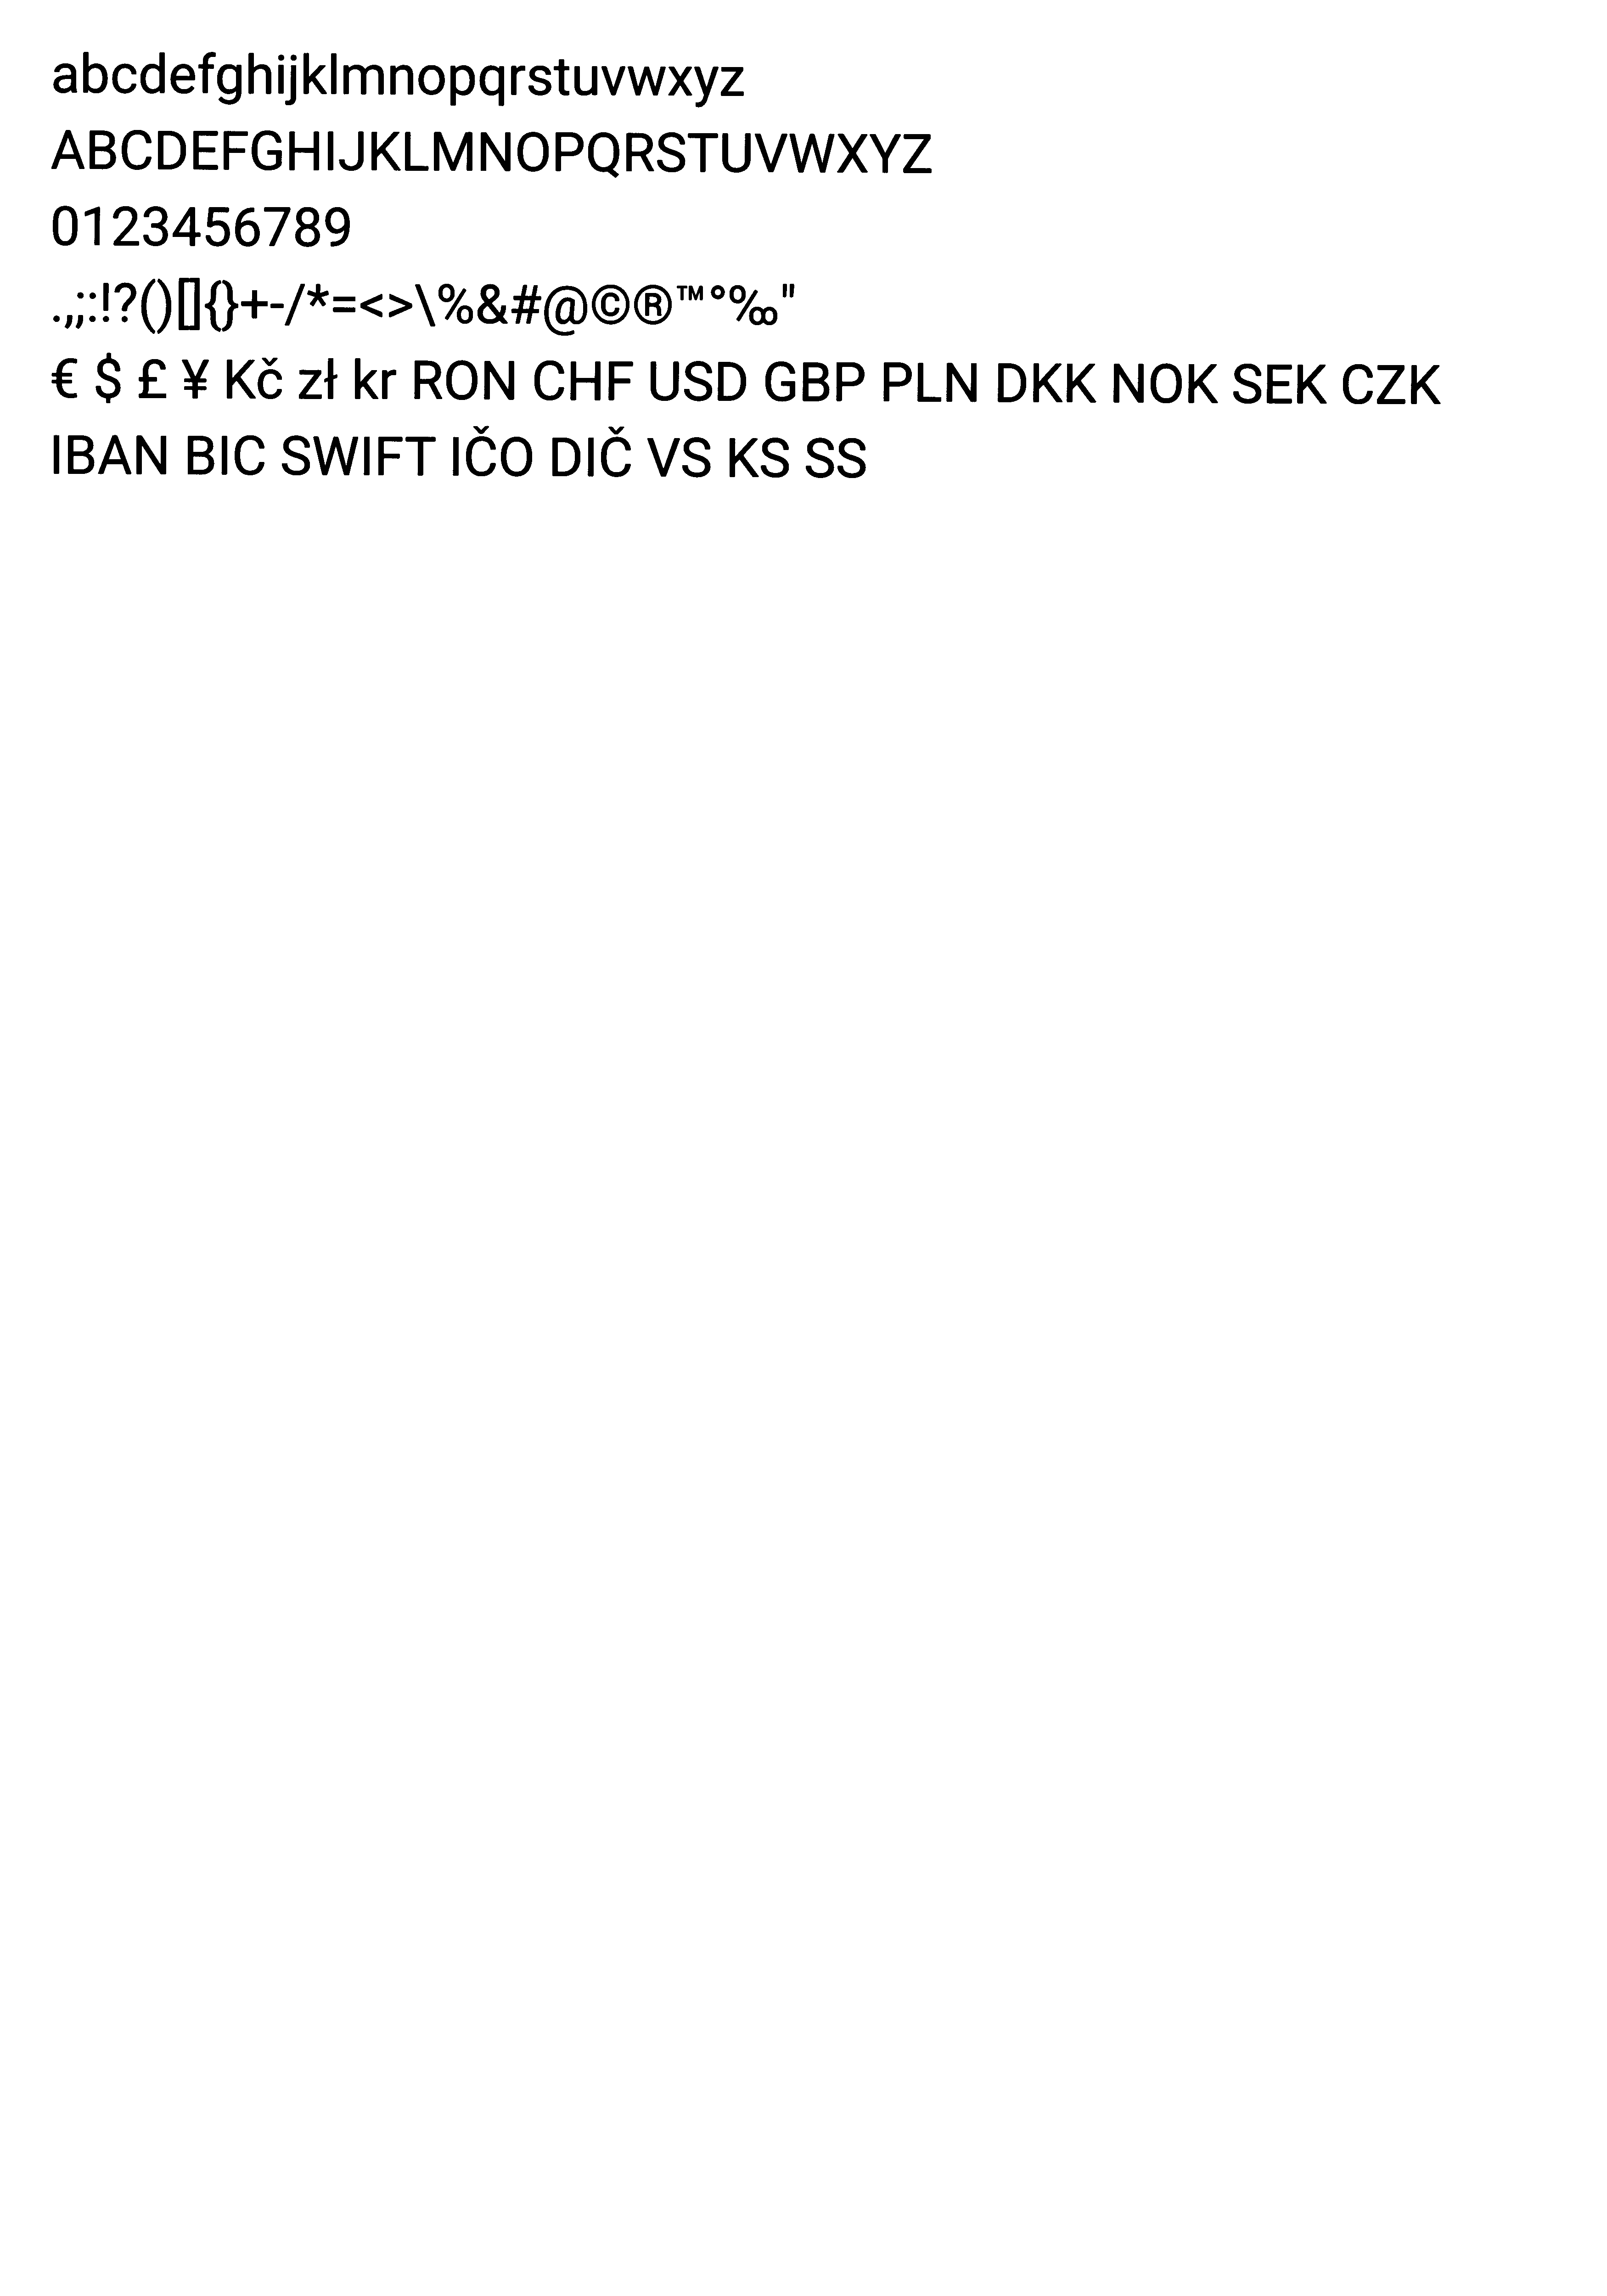 abcdefghijklmnopqrstuvwxyz
ABCDEFGHIJKLMNOPQRSTUVWXYZ
0123456789
.,;:!?()[]{}+-/*=<>\%&#@©®™°‰"
€ $ £ ¥ Kč zł kr RON CHF USD GBP PLN DKK NOK SEK CZK
IBAN BIC SWIFT IČO DIČ VS KS SS